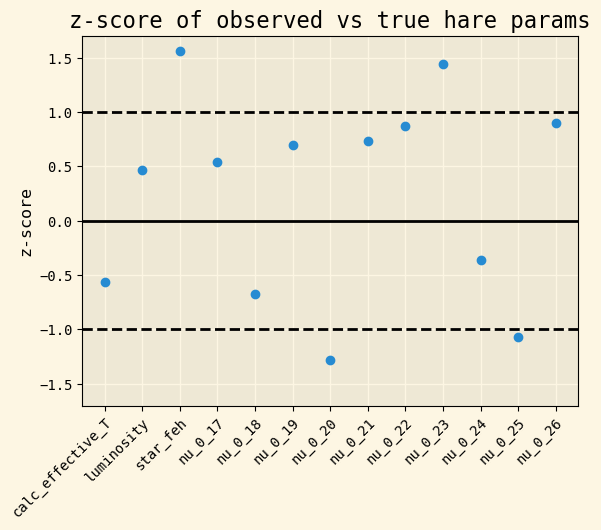 z-score of observed vs true hare params
z-score
1.5
1.0
0.5
0.0
−0.5
−1.0
−1.5
calc_effective_T
luminosity
star_feh
nu_0_17
nu_0_18
nu_0_19
nu_0_20
nu_0_21
nu_0_22
nu_0_23
nu_0_24
nu_0_25
nu_0_26